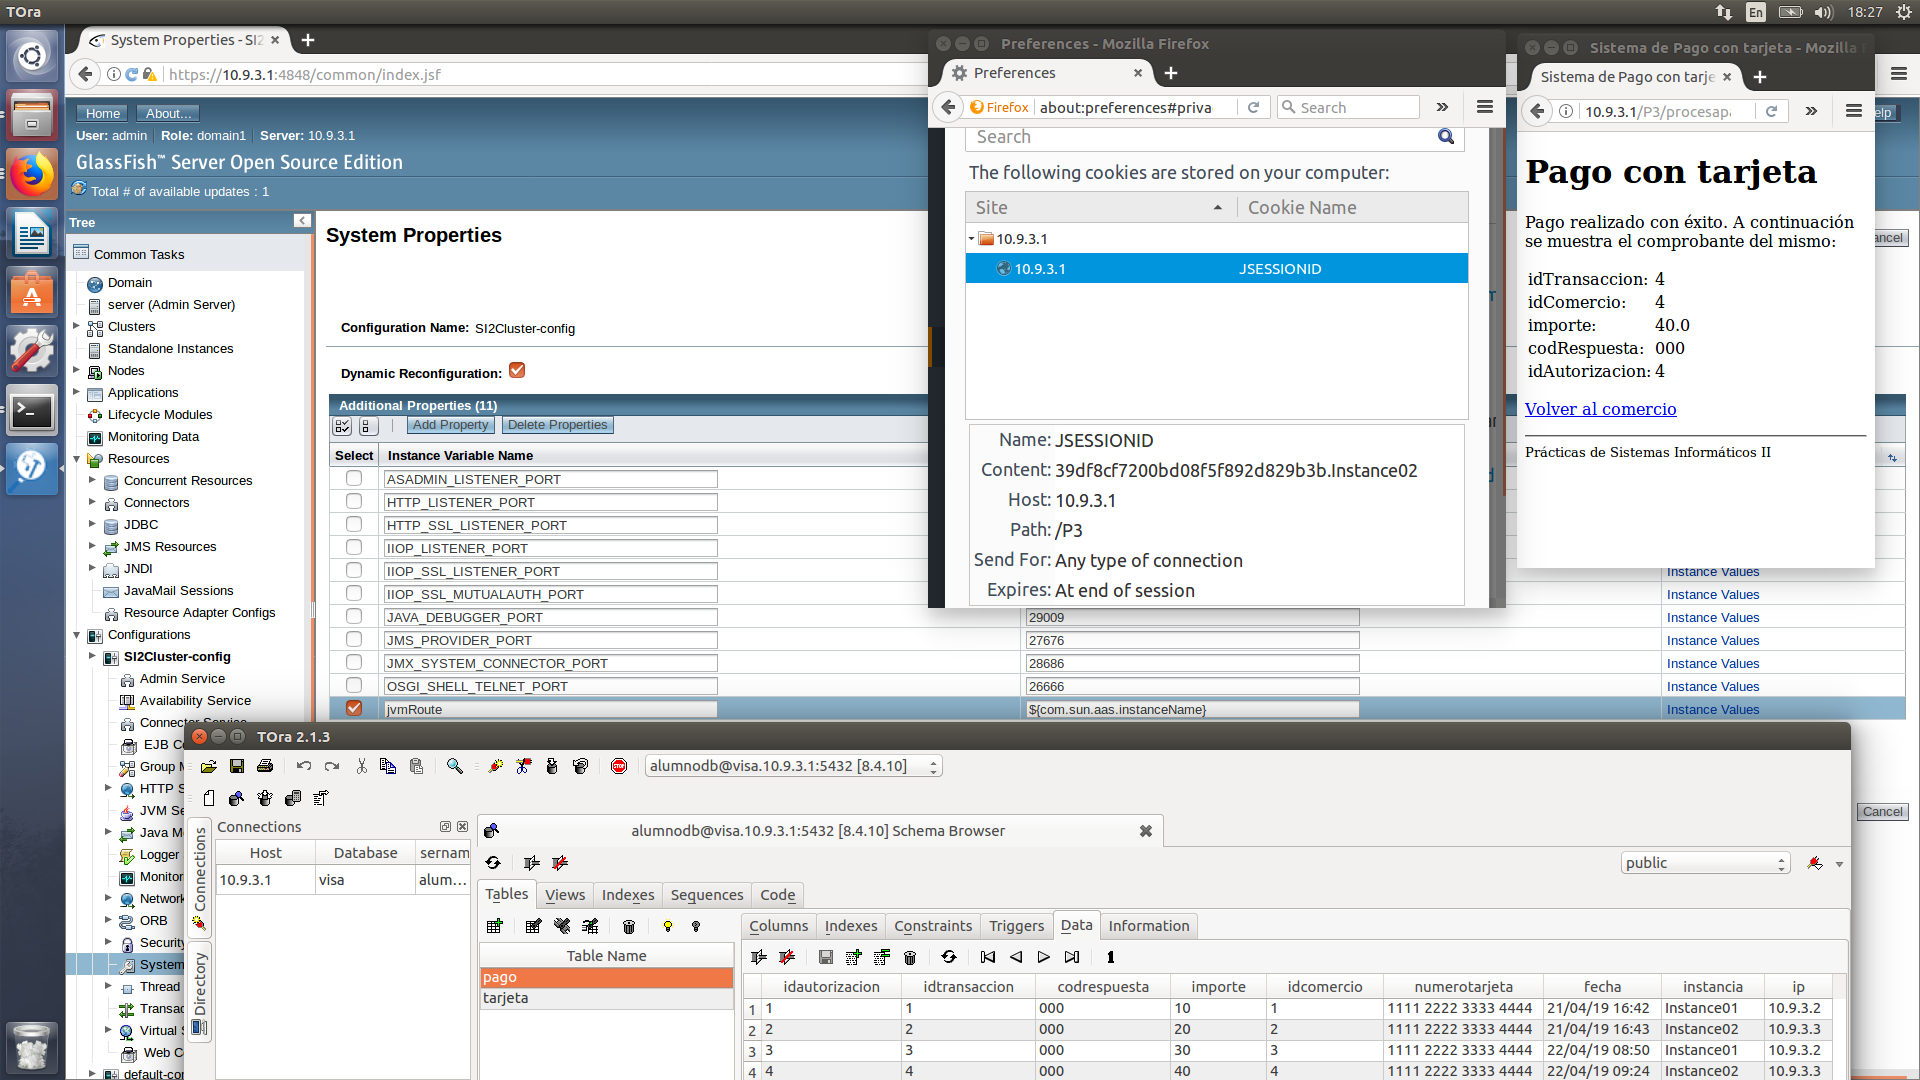 TOra
En
18:27
System Properties - SI2
https://10.9.3.1:4848/common/index.jsf
Home
About...
User: admin
Role: domain1
Server: 10.9.3.1
GlassFish™ Server Open Source Edition
Total # of available updates : 1
Tree
Common Tasks
Domain
server (Admin Server)
Clusters
Standalone Instances
Nodes
Applications
Lifecycle Modules
Monitoring Data
Resources
Concurrent Resources
Connectors
JDBC
JMS Resources
JNDI
JavaMail Sessions
Resource Adapter Configs
Configurations
SI2Cluster-config
Admin Service
Availability Service
Connector Service
EJB Co
Group M
HTTP S
JVM Se
Java M
Logger
Monitor
Network
ORB
Security
System
Thread
Transac
Virtual S
Web C
default-con
System Properties
Configuration Name: SI2Cluster-config
Dynamic Reconfiguration:
Additional Properties (11)
Add Property
Delete Properties
Select
Instance Variable Name
ASADMIN_LISTENER_PORT
HTTP_LISTENER_PORT
HTTP_SSL_LISTENER_PORT
IIOP_LISTENER_PORT
IIOP_SSL_LISTENER_PORT
Instance Values
IIOP_SSL_MUTUALAUTH_PORT
Instance Values
JAVA_DEBUGGER_PORT
29009
Instance Values
JMS_PROVIDER_PORT
27676
Instance Values
JMX_SYSTEM_CONNECTOR_PORT
28686
Instance Values
OSGI_SHELL_TELNET_PORT
26666
Instance Values
jvmRoute
${com.sun.aas.instanceName}
Instance Values
Cancel
elp
ancel
Preferences - Mozilla Firefox
Preferences
Firefox
about:preferences#priva
Search
Search
The following cookies are stored on your computer:
Site
Cookie Name
10.9.3.1
10.9.3.1
JSESSIONID
Name: JSESSIONID
Content: 39df8cf7200bd08f5f892d829b3b.Instance02
Host: 10.9.3.1
Path: /P3
Send For: Any type of connection
Expires: At end of session
Sistema de Pago con tarjeta - Mozilla F
Sistema de Pago con tarje
10.9.3.1/P3/procesapa
Pago con tarjeta
Pago realizado con éxito. A continuación
se muestra el comprobante del mismo:
idTransaccion: 4
idComercio: 4
importe: 40.0
codRespuesta: 000
idAutorizacion: 4
Volver al comercio
Prácticas de Sistemas Informáticos II
TOra 2.1.3
STOP
alumnodb@visa.10.9.3.1:5432 [8.4.10]
Connections
Directory
Connections
Host
Database
sernam
10.9.3.1
visa
alum...
alumnodb@visa.10.9.3.1:5432 [8.4.10] Schema Browser
public
Tables
Views
Indexes
Sequences
Code
Table Name
pago
tarjeta
Columns
Indexes
Constraints
Triggers
Data
Information
1
idautorizacion idtransaccion codrespuesta importe idcomercio numerotarjeta fecha instancia ip
1 1 1 000 10 1 1111 2222 3333 4444 21/04/19 16:42 Instance01 10.9.3.2
2 2 2 000 20 2 1111 2222 3333 4444 21/04/19 16:43 Instance02 10.9.3.3
3 3 3 000 30 3 1111 2222 3333 4444 22/04/19 08:50 Instance01 10.9.3.2
4 4 4 000 40 4 1111 2222 3333 4444 22/04/19 09:24 Instance02 10.9.3.3